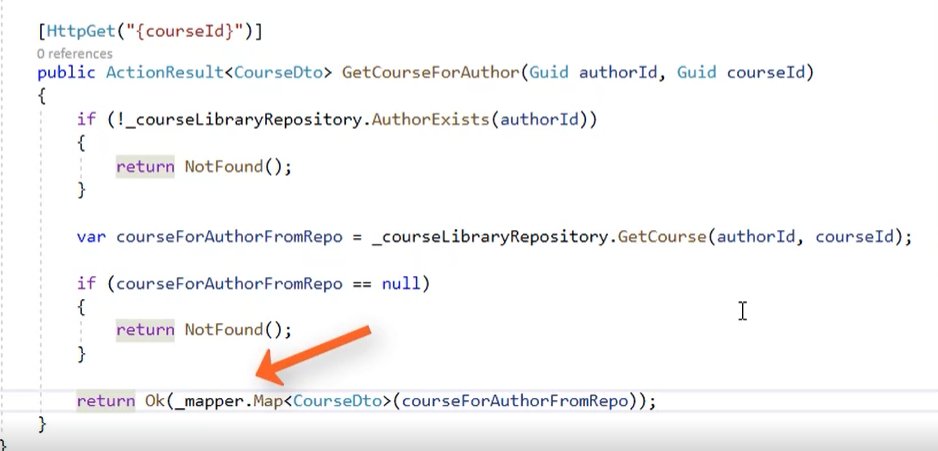 [HttpGet("{courseId}")]
0 references
public ActionResult<CourseDto> GetCourseForAuthor(Guid authorId, Guid courseId)
{
if (!_courseLibraryRepository.AuthorExists(authorId))
{
return NotFound();
}
var courseForAuthorFromRepo = _courseLibraryRepository.GetCourse(authorId, courseId);
if (courseForAuthorFromRepo == null)
{
return NotFound();
}
return Ok(_mapper.Map<CourseDto>(courseForAuthorFromRepo));
}
}